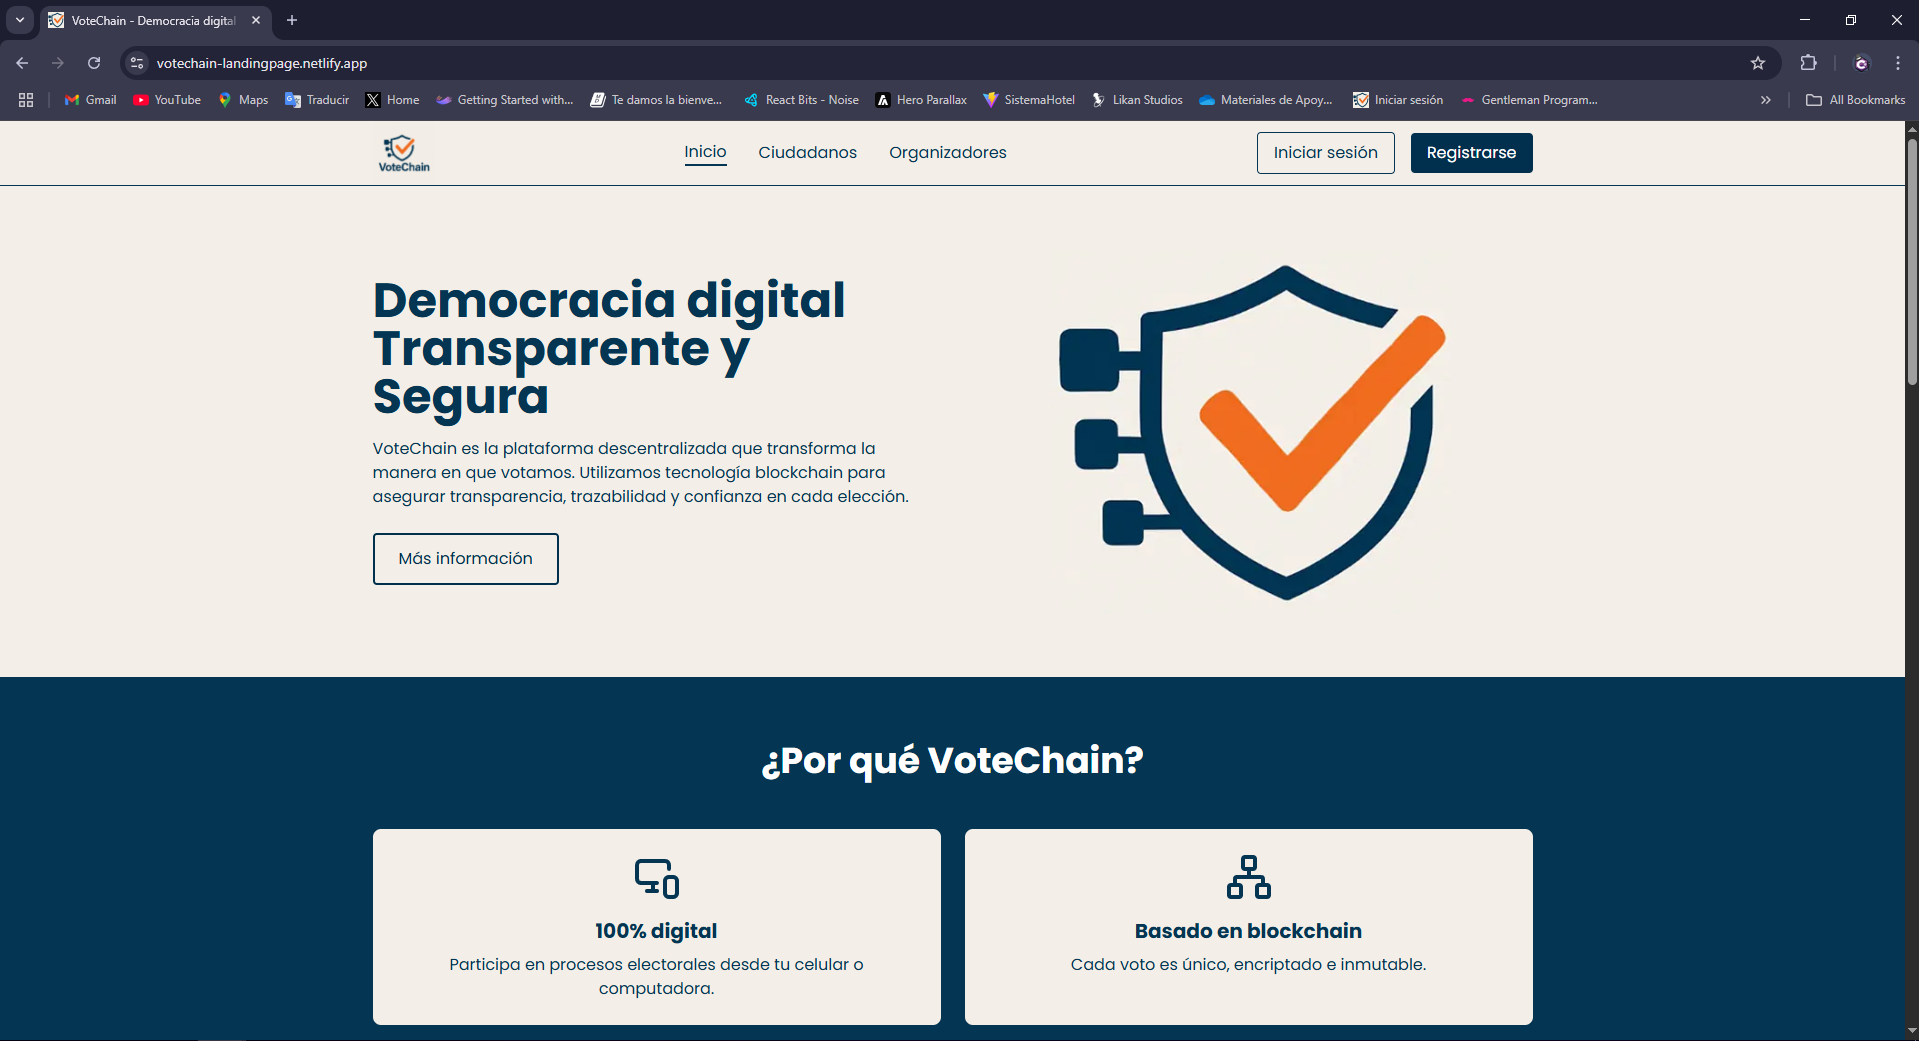 VoteChain - Democracia digital
votechain-landingpage.netlify.app
Gmail
YouTube
Maps
Traducir
Home
Getting Started with...
Te damos la bienve...
React Bits - Noise
Hero Parallax
SistemaHotel
Likan Studios
Materiales de Apoy...
Iniciar sesión
Gentleman Program...
All Bookmarks
VoteChain
Inicio
Ciudadanos
Organizadores
Iniciar sesión
Registrarse
Democracia digital
Transparente y
Segura
VoteChain es la plataforma descentralizada que transforma la
manera en que votamos. Utilizamos tecnología blockchain para
asegurar transparencia, trazabilidad y confianza en cada elección.
Más información
¿Por qué VoteChain?
100% digital
Participa en procesos electorales desde tu celular o
computadora.
Basado en blockchain
Cada voto es único, encriptado e inmutable.